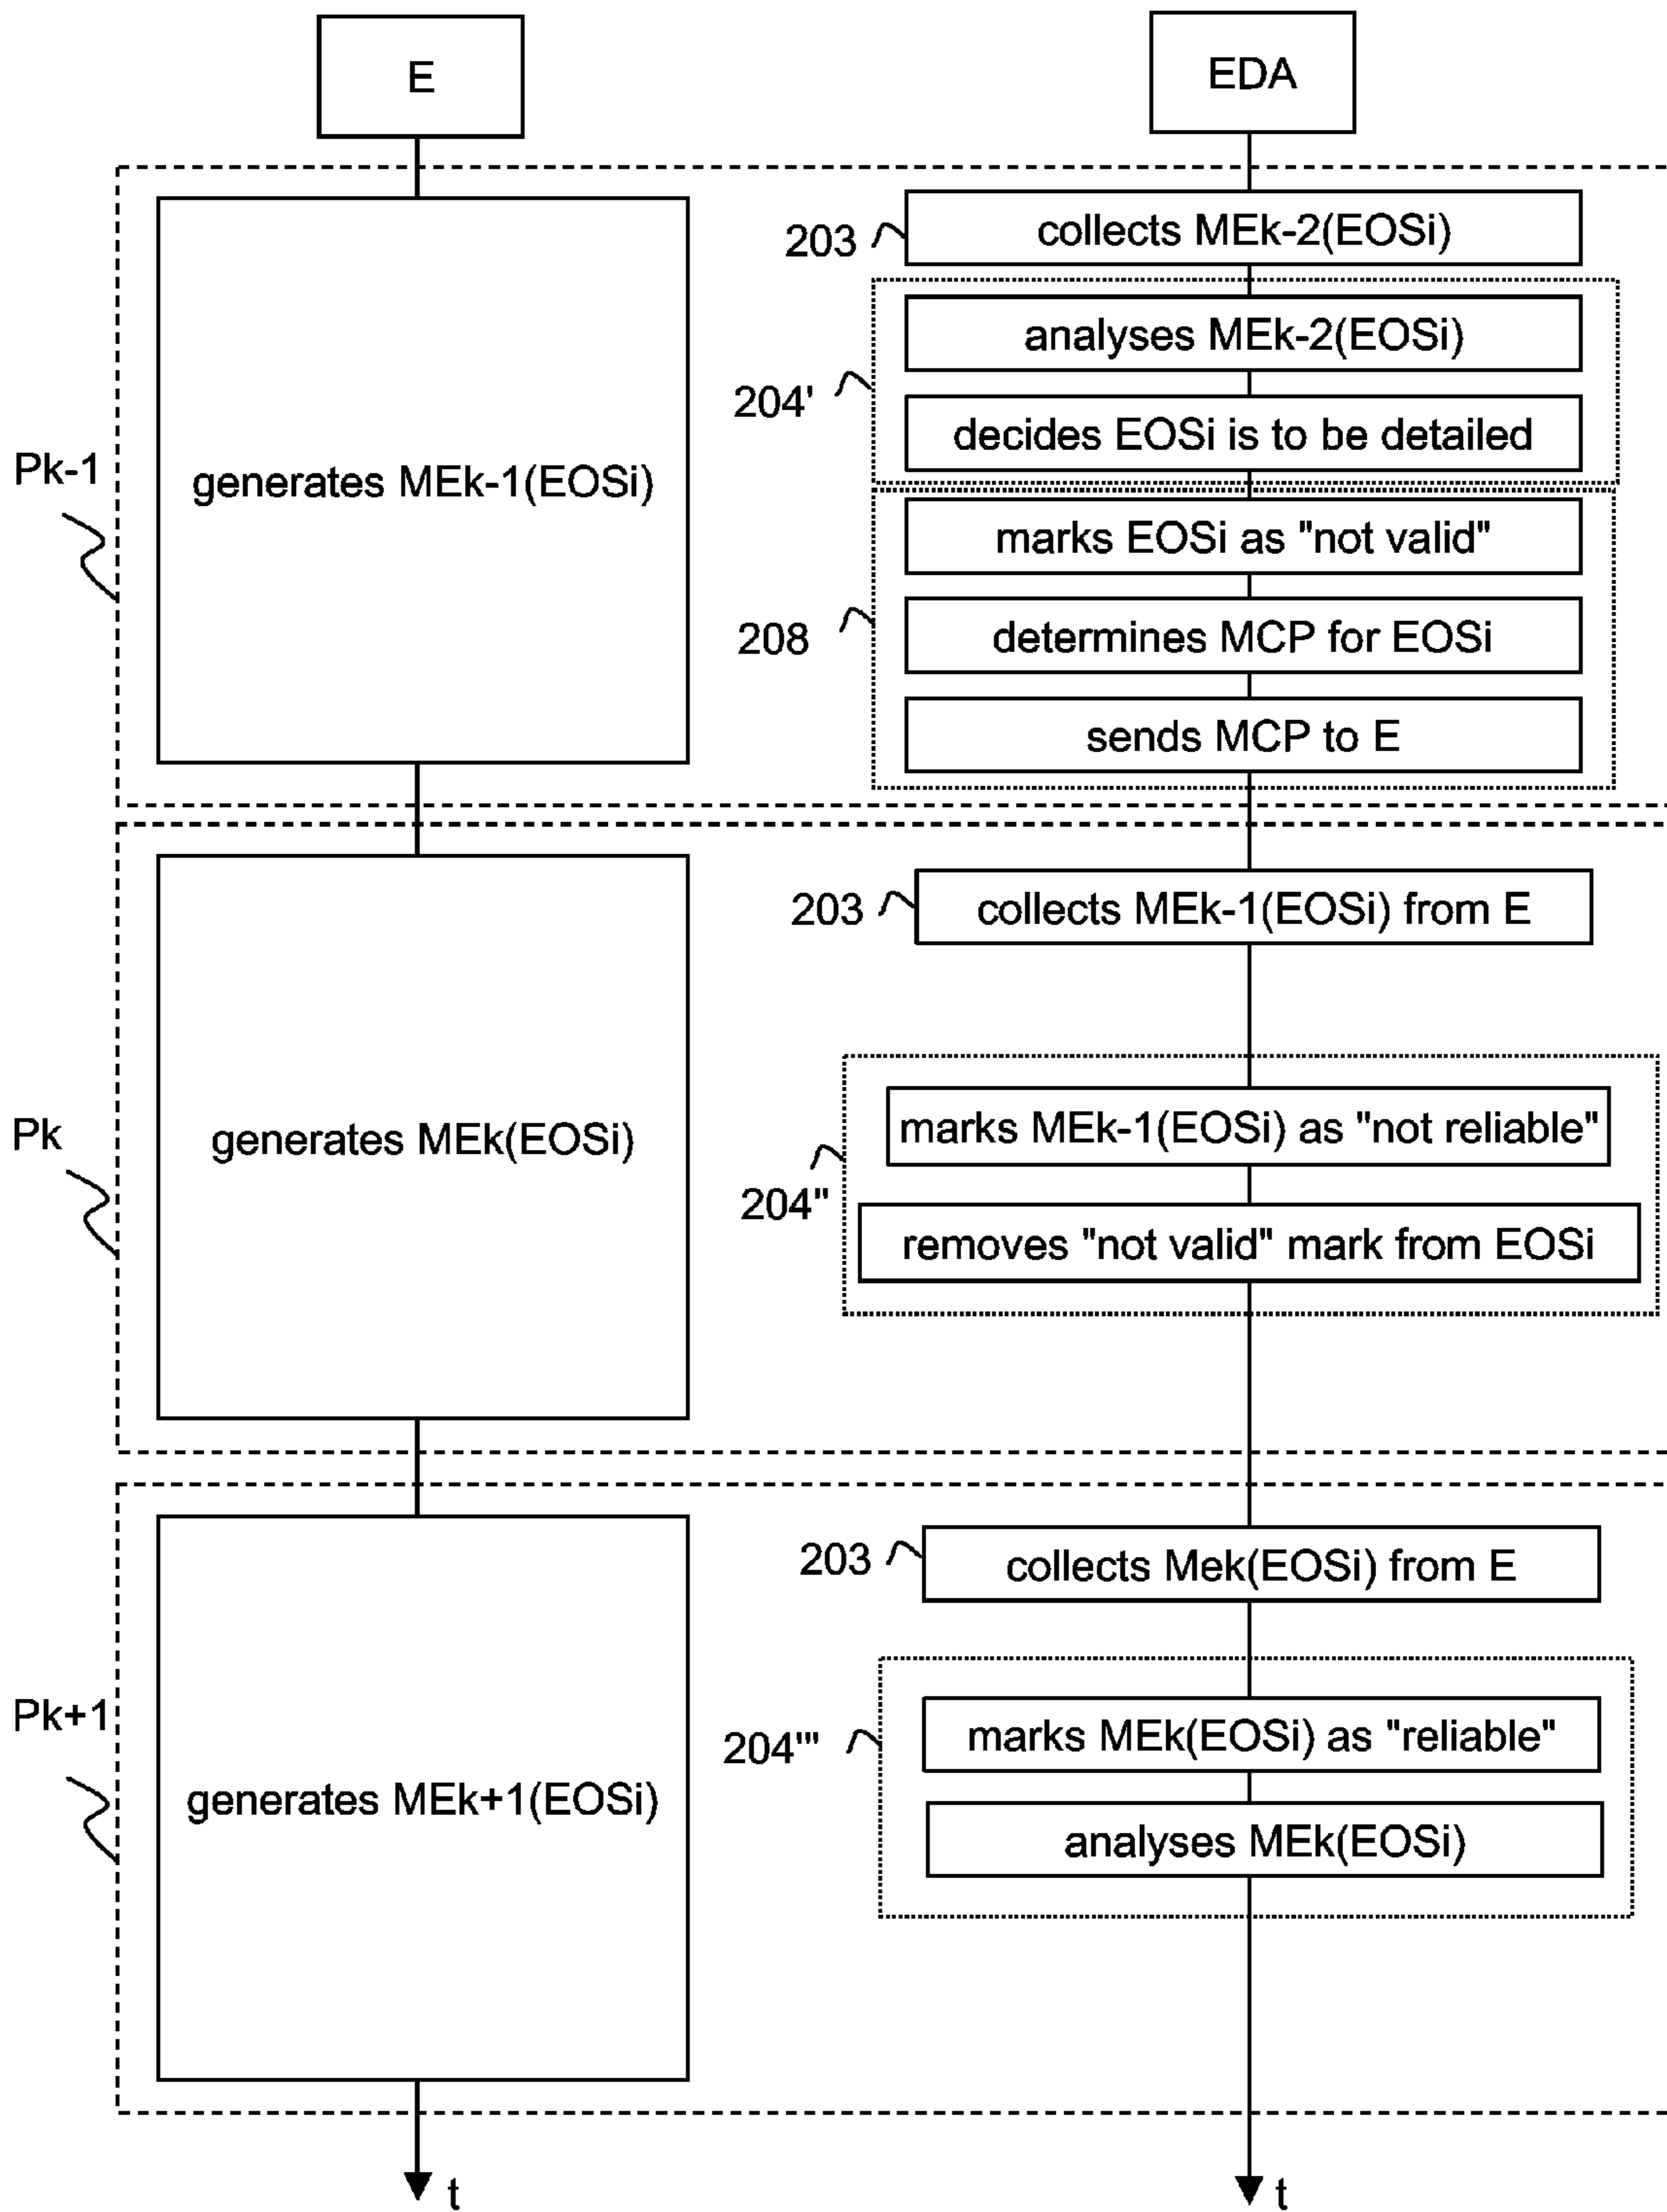 E
EDA
203
collects MEk-2(EOSi)
analyses MEk-2(EOSi)
204'
decides EOSi is to be detailed
Pk-1
generates MEk-1(EOSi)
marks EOSi as "not valid"
208
determines MCP for EOSi
sends MCP to E
203
collects MEk-1(EOSi) from E
Pk
generates MEk(EOSi)
marks MEk-1(EOSi) as "not reliable"
204"
removes "not valid" mark from EOSi
203
collects Mek(EOSi) from E
Pk+1
generates MEk+1(EOSi)
204'"
marks MEk(EOSi) as "reliable"
analyses MEk(EOSi)
t
t